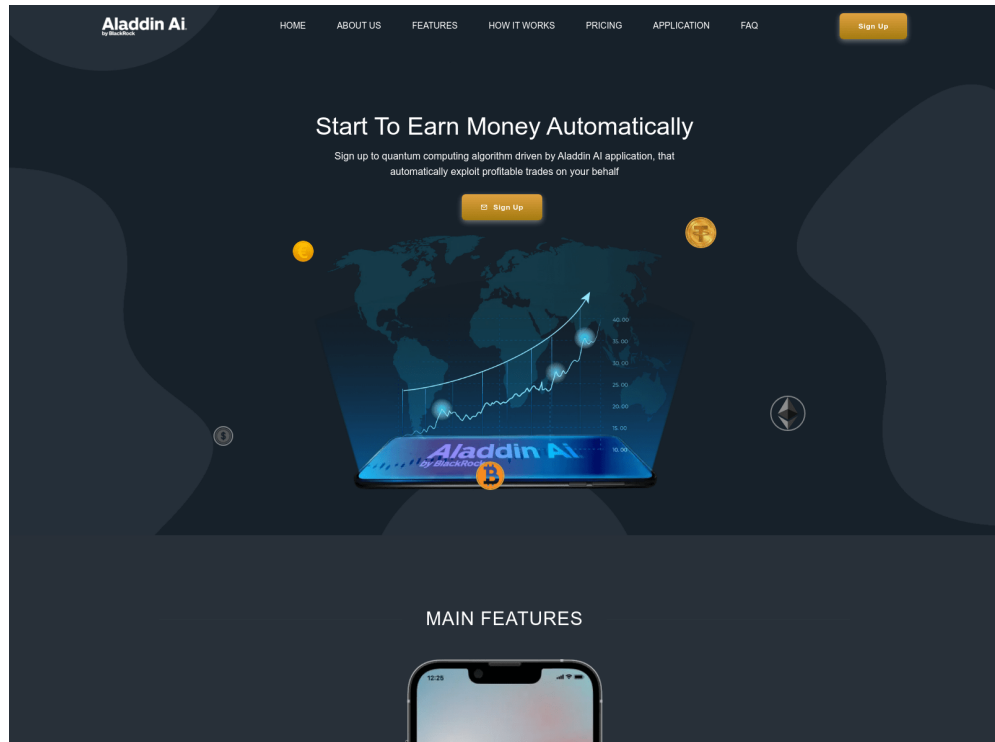 Aladdin Ai.
by BlackRock
HOME
ABOUT US
FEATURES
HOW IT WORKS
PRICING
APPLICATION
FAQ
Sign Up
Start To Earn Money Automatically
Sign up to quantum computing algorithm driven by Aladdin AI application, that
automatically exploit profitable trades on your behalf
Sign Up
40.00
35.00
30.00
25.00
20.00
15.00
10.00
Aladdin Ai.
by BlackRock
MAIN FEATURES
12:25